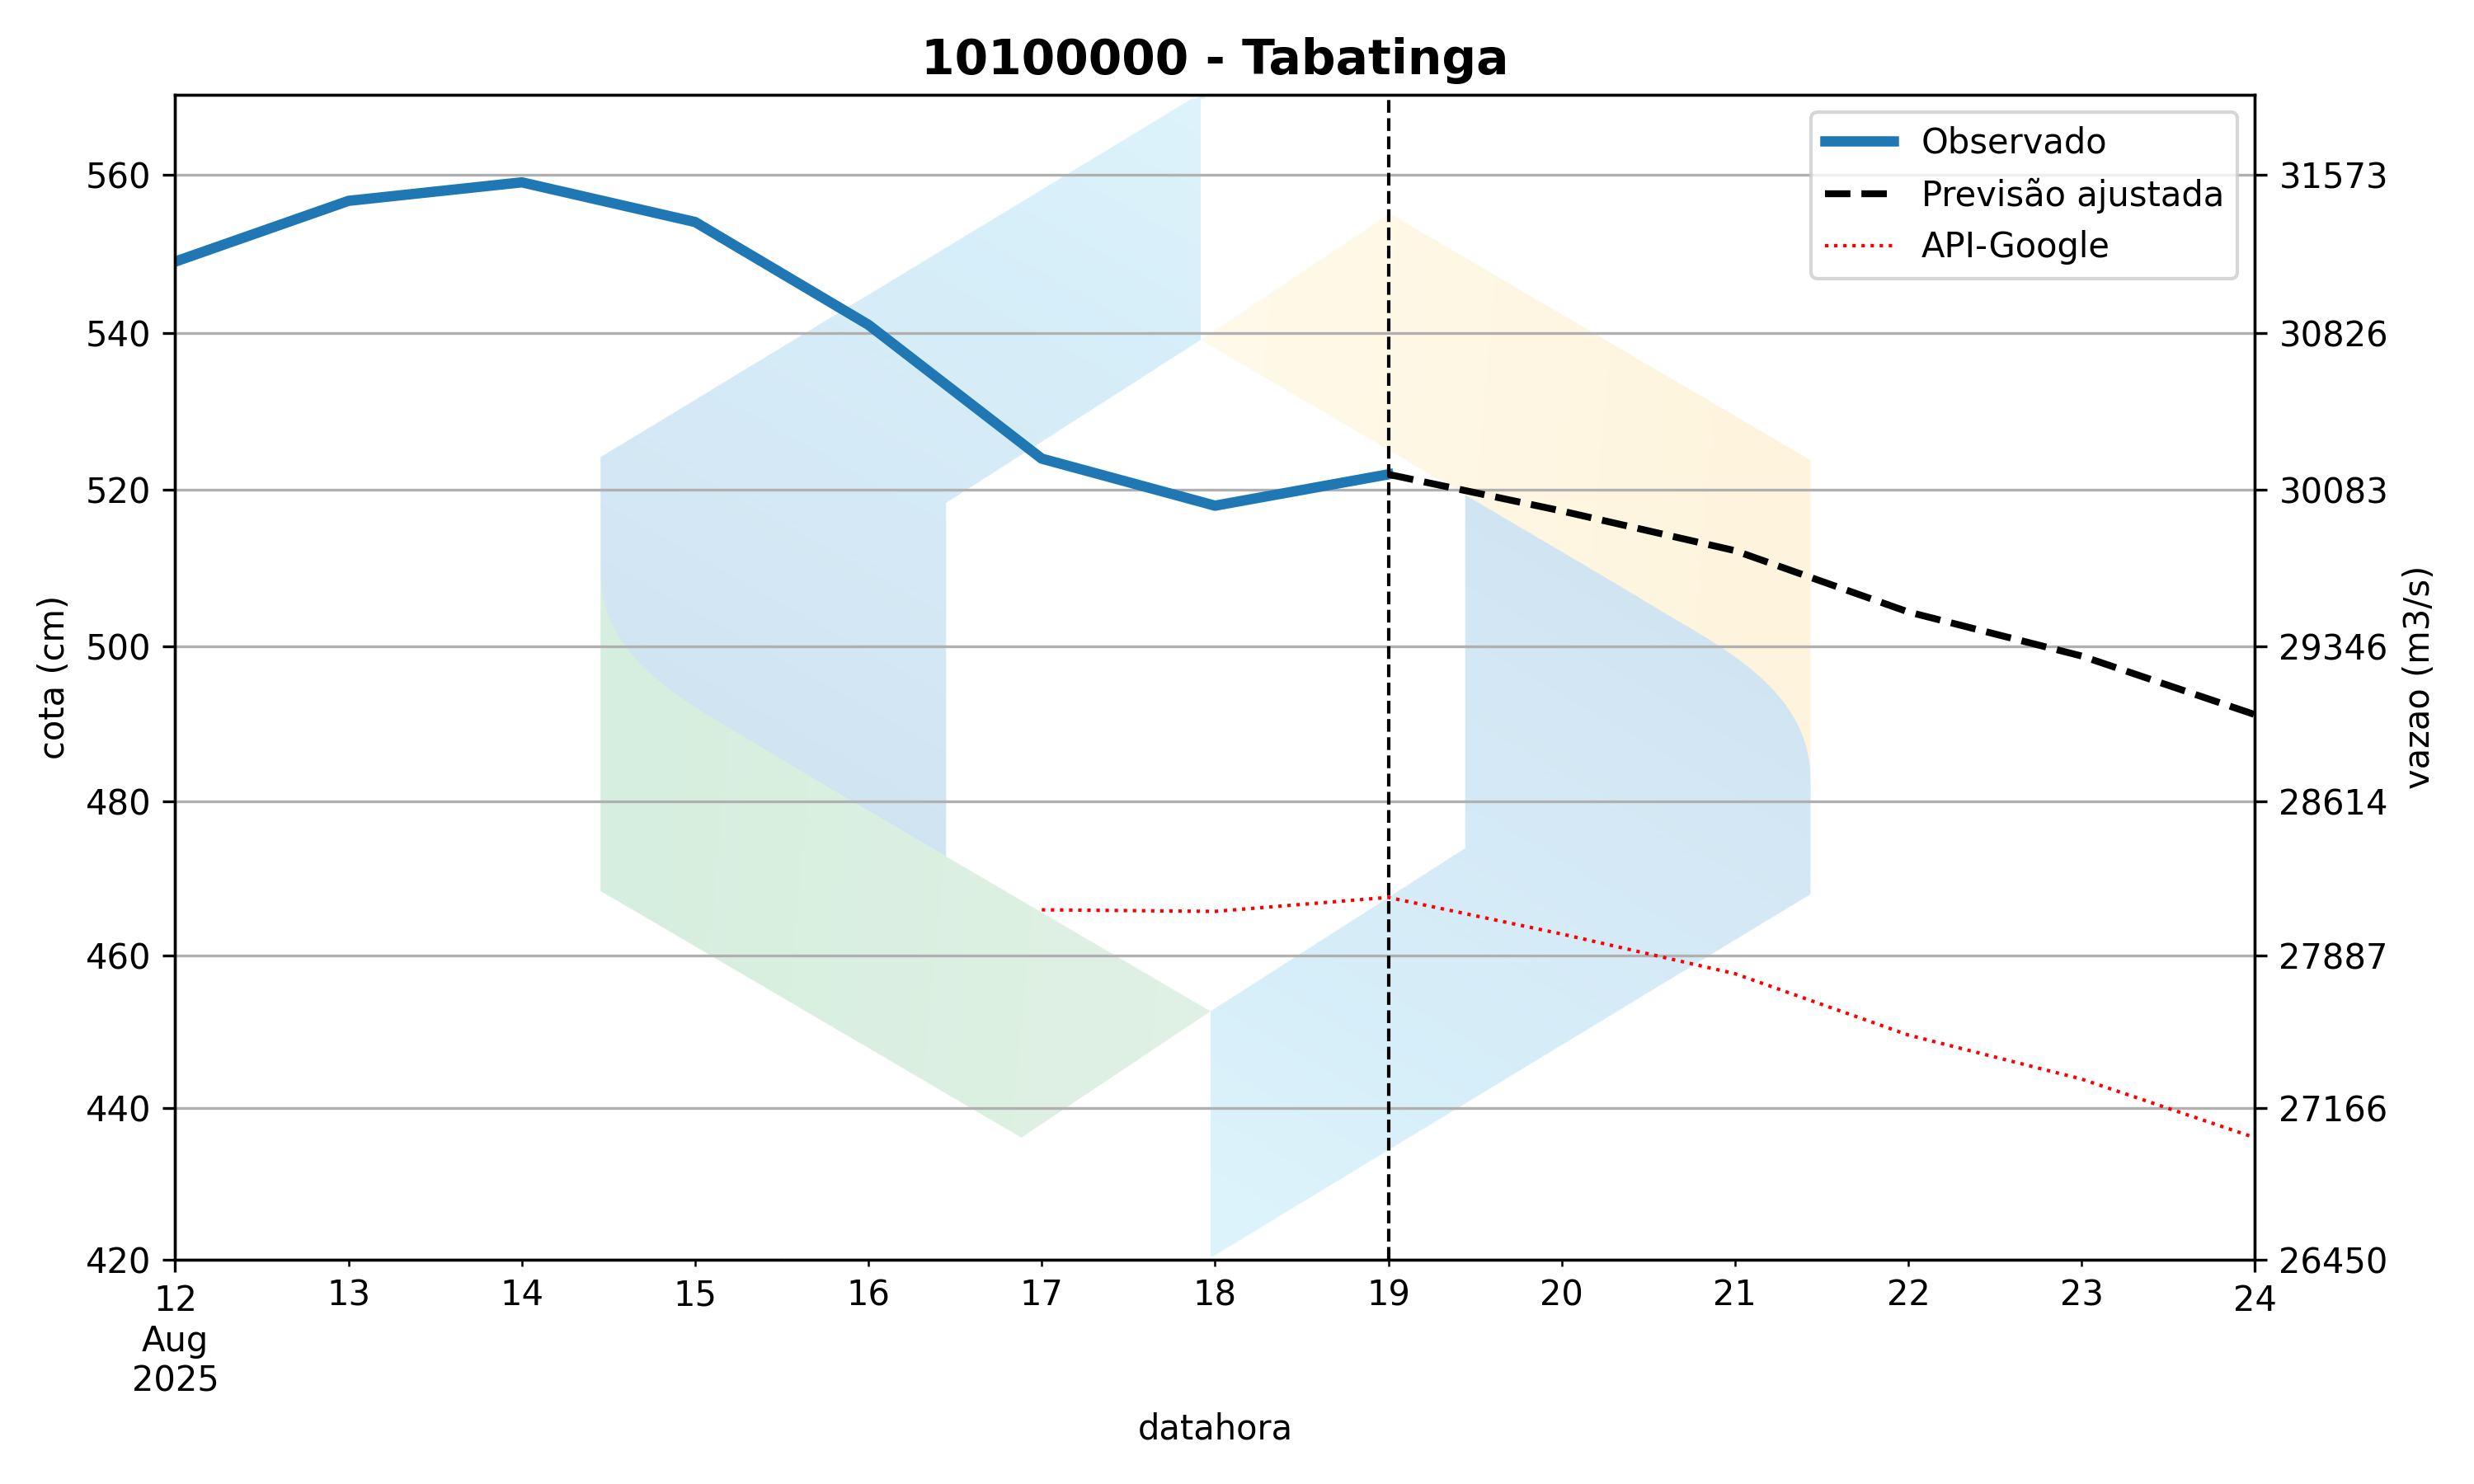 10100000 - Tabatinga
Observado
Previsão ajustada
API-Google
560
540
520
500
480
460
440
420
cota (cm)
31573
30826
30083
29346
28614
27887
27166
26450
vazao (m3/s)
12 13 14 15 16 17 18 19 20 21 22 23 24
Aug
2025
datahora